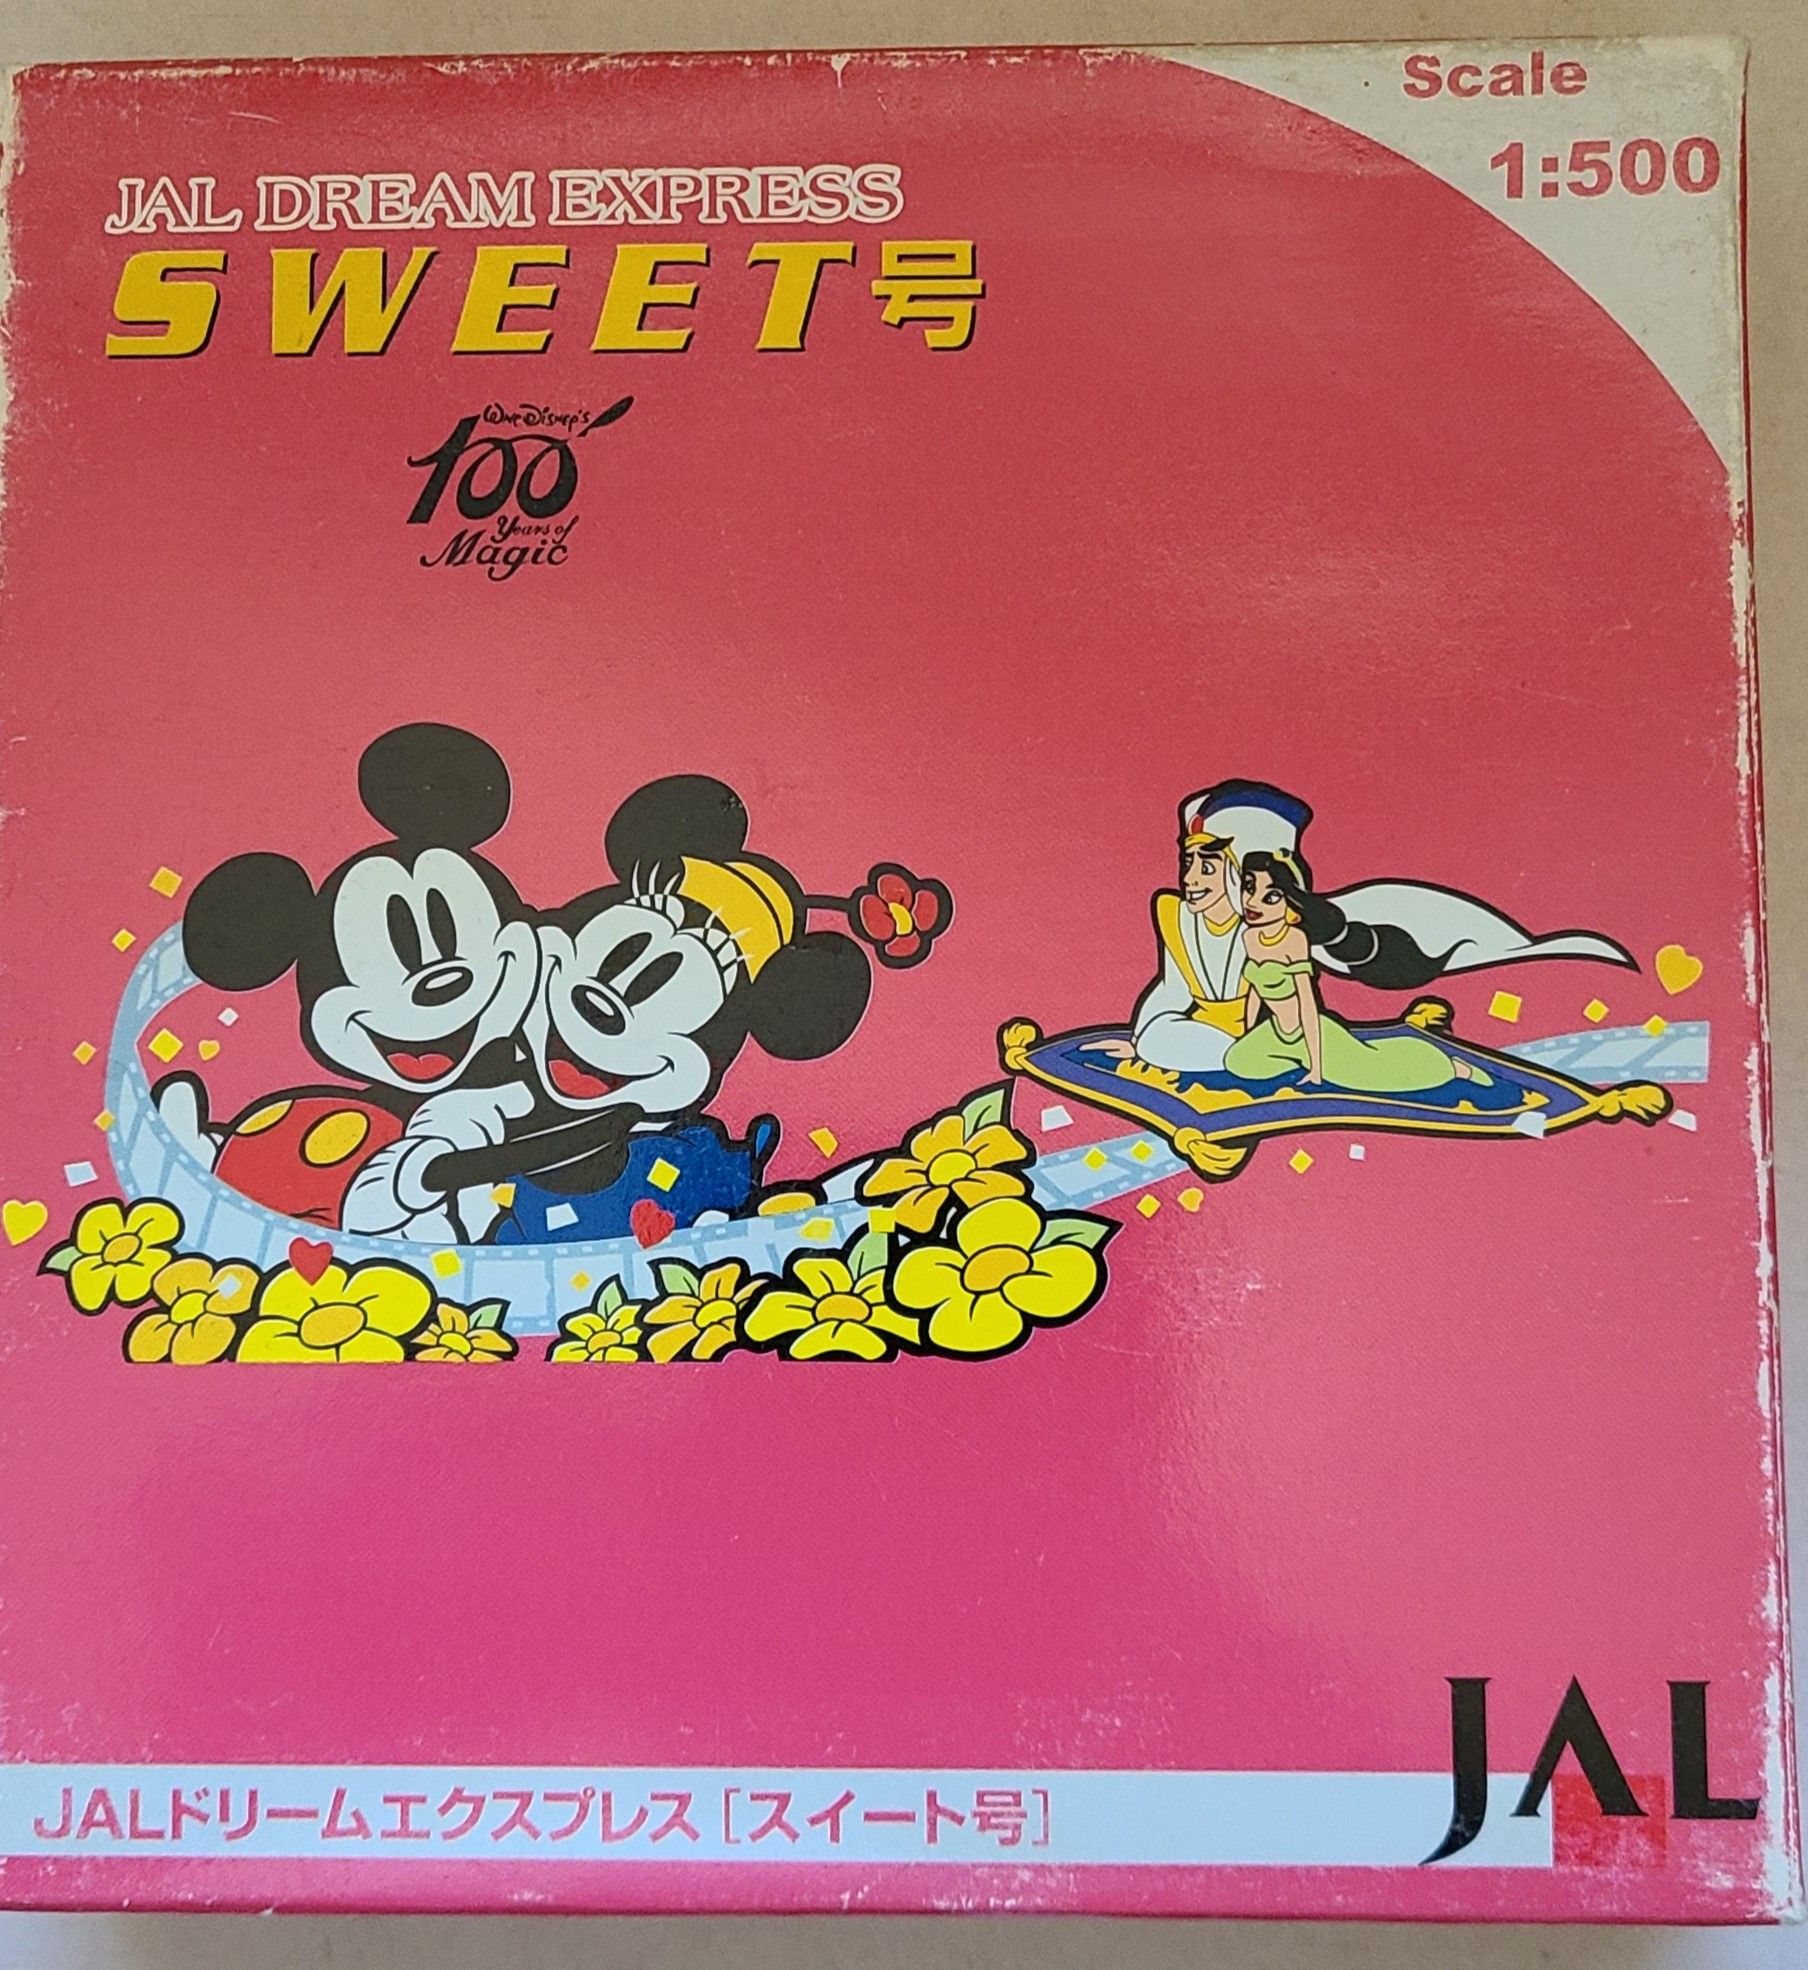 Scale
1:500
JAL DREAM EXPRESS
SWEET号
Walt Disney's
100
Years of
Magic
JALドリームエクスプレス［スイート号］
JAL